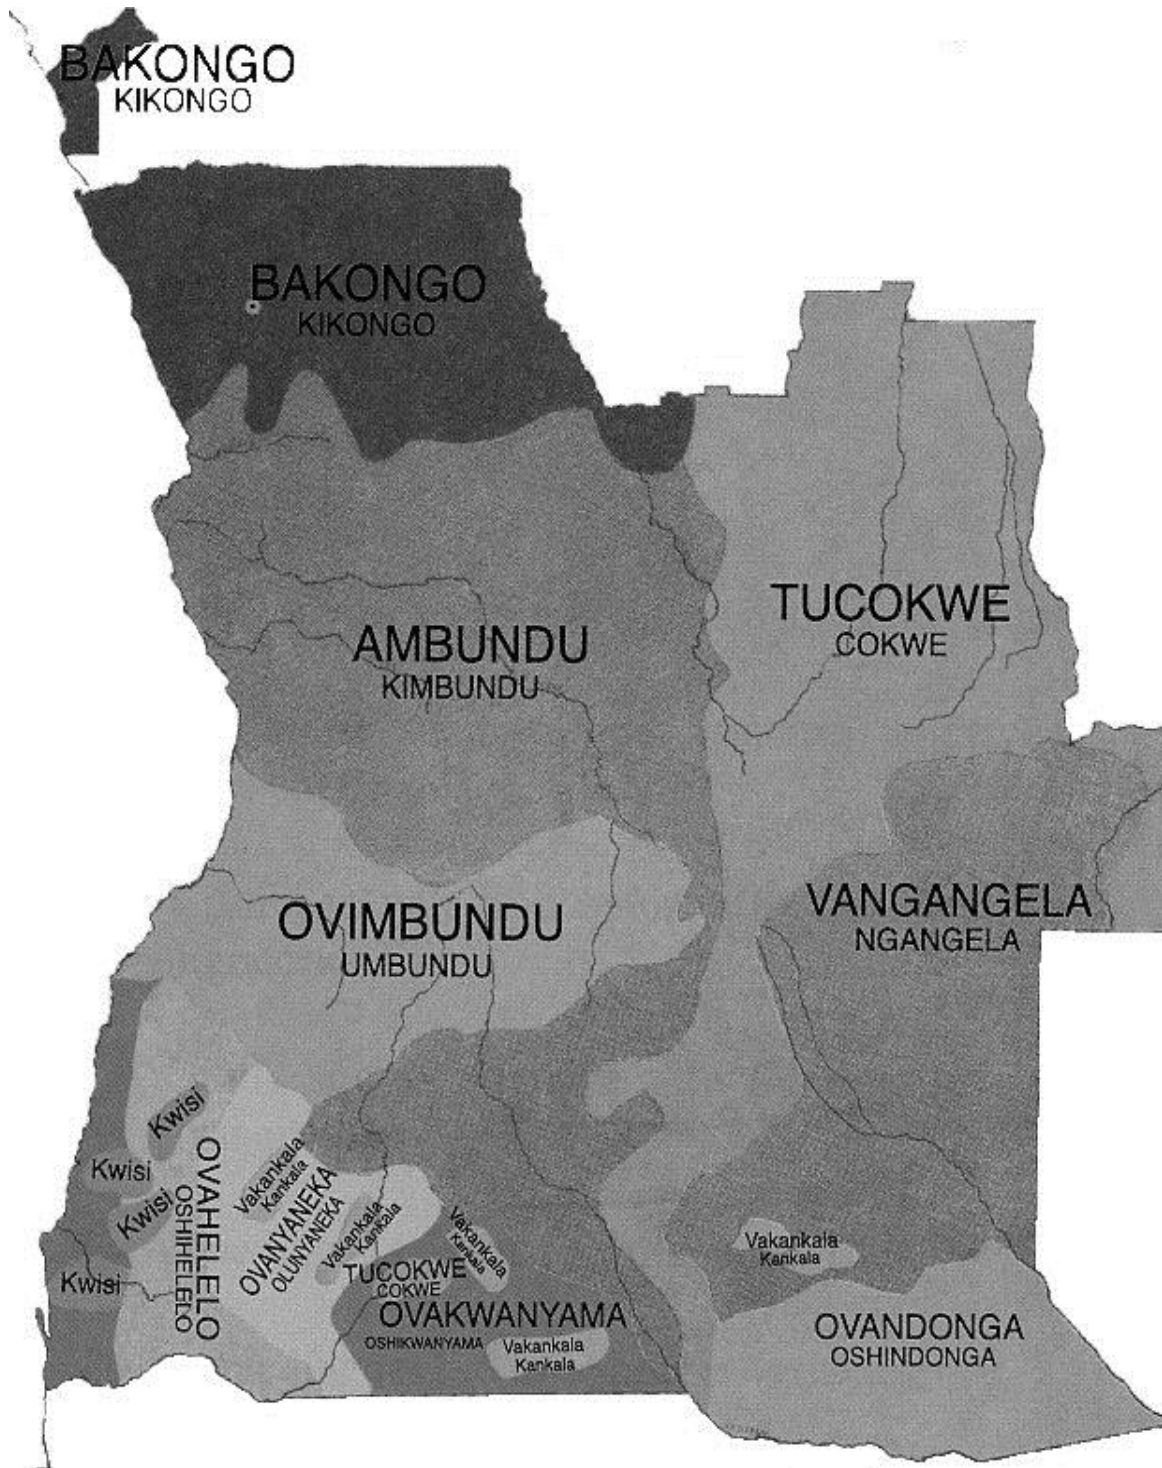 BAKONGO
KIKONGO
BAKONGO
KIKONGO
TUCOKWE
COKWE
AMBUNDU
KIMBUNDU
VANGANGELA
NGANGELA
OVIMBUNDU
UMBUNDU
Kwisi
Kwisi
Kwisi
Kwisi
OVAHELELO
OSHIHELEDO
Vakankala
Kankala
OVANYANEKA
OLUNYANEKA
Vakankala
Kankala
Vakankala
Kankala
TUCOKWE
COKWE
OVAKWANYAMA
OSHIKWANYAMA
Vakankala
Kankala
Vakankala
Kankala
OVANDONGA
OSHINDONGA